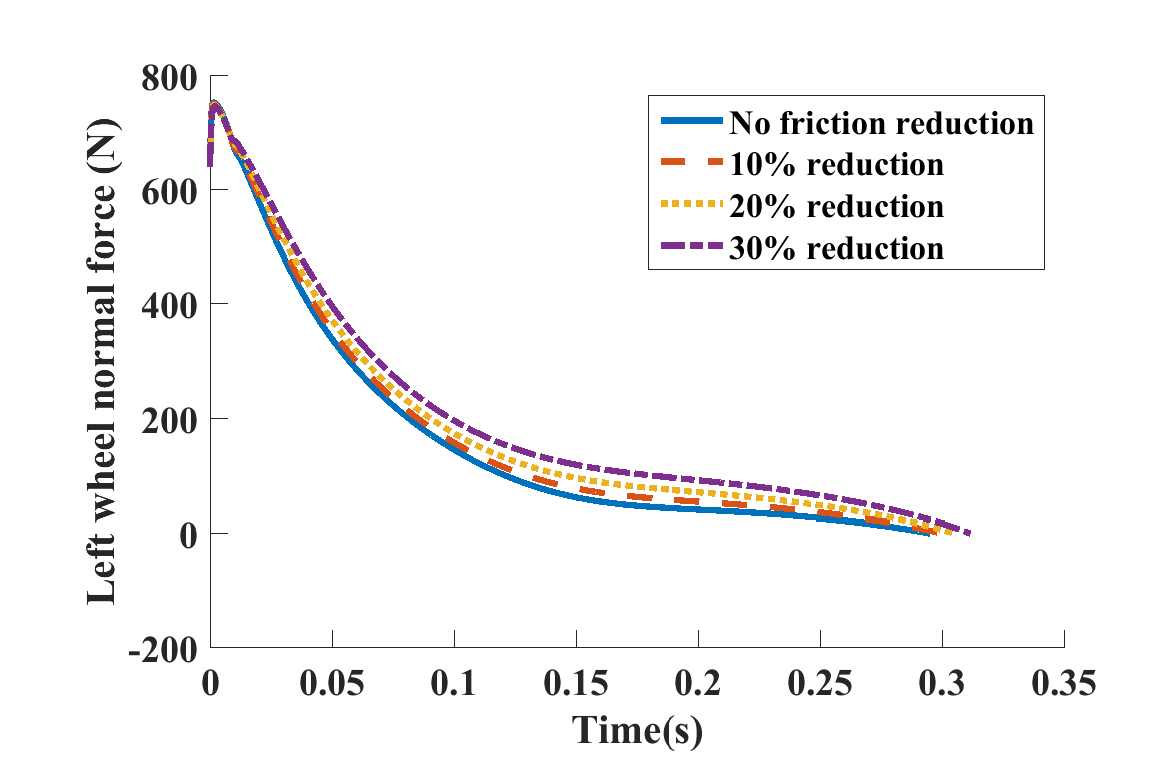 Left wheel normal force (N)
800
600
400
200
0
-200
No friction reduction
10% reduction
20% reduction
30% reduction
0 0.05 0.1 0.15 0.2 0.25 0.3 0.35
Time(s)